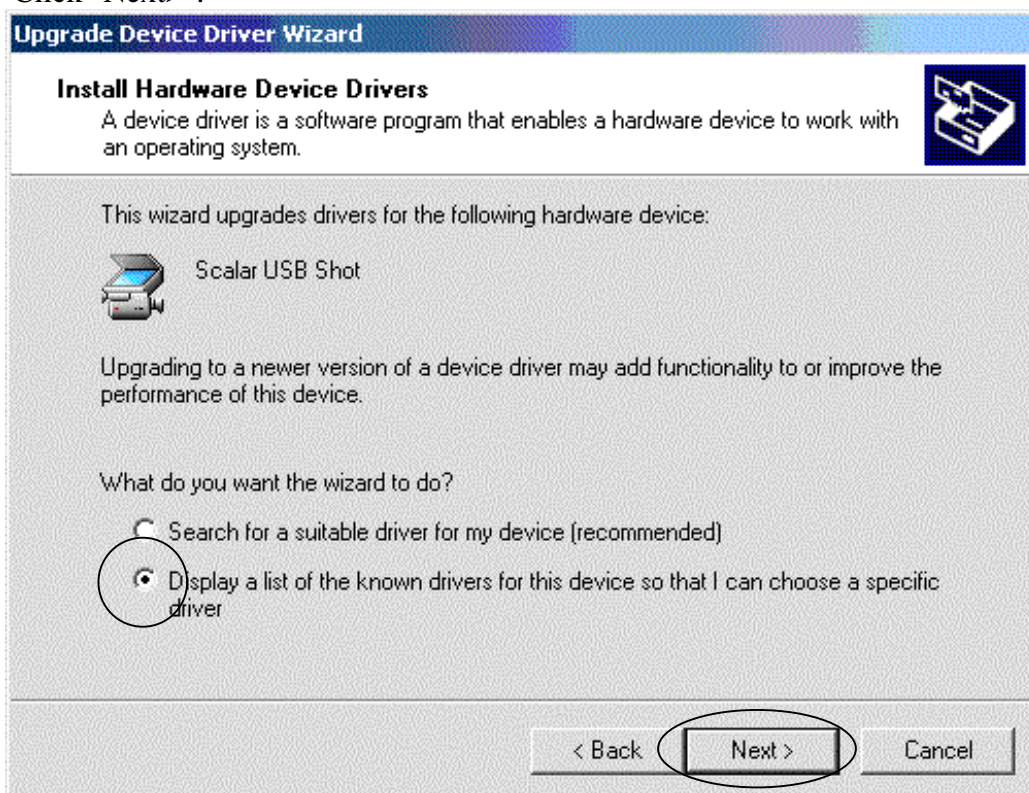 Click "Next>".
Upgrade Device Driver Wizard
Install Hardware Device Drivers
A device driver is a software program that enables a hardware device to work with
an operating system.
This wizard upgrades drivers for the following hardware device:
Scalar USB Shot
Upgrading to a newer version of a device driver may add functionality to or improve the
performance of this device.
What do you want the wizard to do?
Search for a suitable driver for my device (recommended)
Display a list of the known drivers for this device so that I can choose a specific
driver
< Back
Next >
Cancel